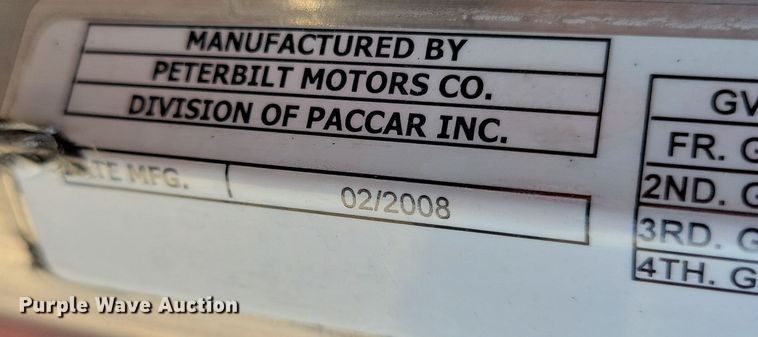 MANUFACTURED BY
PETERBILT MOTORS CO.
DIVISION OF PACCAR INC.
MFG.
02/2008
GV
FR. G
2ND. G
3RD. G
4TH. G
Purple Wave Auction